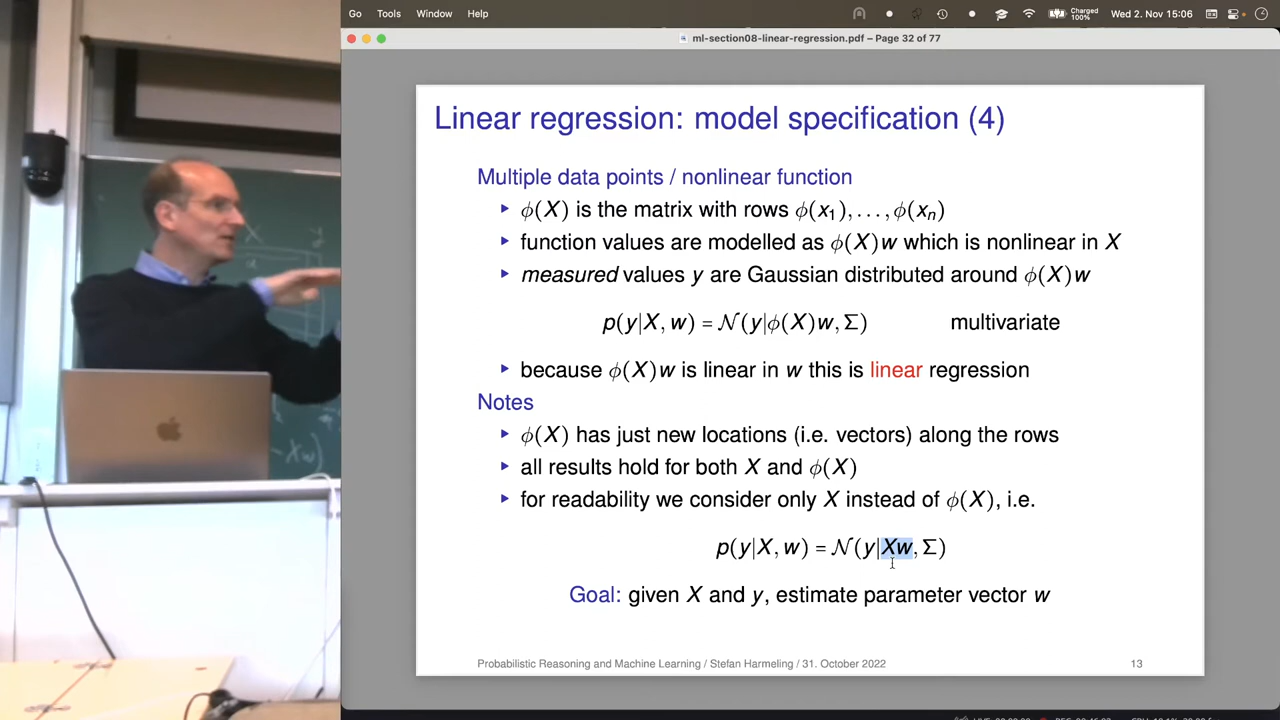 Go Tools Window Help Charged 100% Wed 2. Nov 15:06
ml-section08-linear-regression.pdf – Page 32 of 77
Linear regression: model specification (4)
Multiple data points / nonlinear function
▸ ϕ(X) is the matrix with rows ϕ(x₁), . . . , ϕ(xₙ)
▸ function values are modelled as ϕ(X)w which is nonlinear in X
▸ measured values y are Gaussian distributed around ϕ(X)w
p(y|X, w) = N(y|ϕ(X)w, Σ) multivariate
▸ because ϕ(X)w is linear in w this is linear regression
Notes
▸ ϕ(X) has just new locations (i.e. vectors) along the rows
▸ all results hold for both X and ϕ(X)
▸ for readability we consider only X instead of ϕ(X), i.e.
p(y|X, w) = N(y|Xw, Σ)
Goal: given X and y, estimate parameter vector w
Probabilistic Reasoning and Machine Learning / Stefan Harmeling / 31. October 2022 13
X y
-Xw)